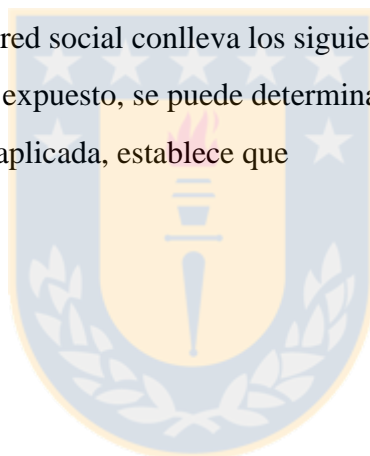 red social conlleva los siguie
expuesto, se puede determina
aplicada, establece que